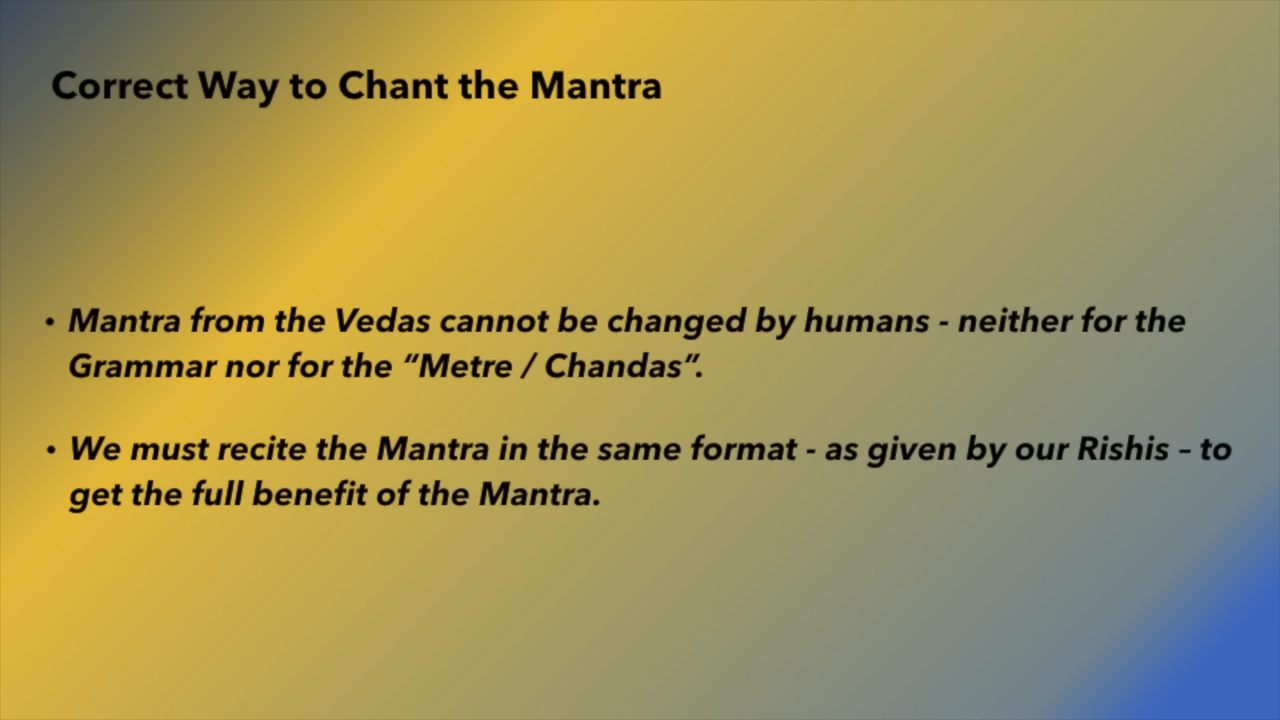 Correct Way to Chant the Mantra
• Mantra from the Vedas cannot be changed by humans - neither for the
Grammar nor for the “Metre / Chandas”.
• We must recite the Mantra in the same format - as given by our Rishis – to
get the full benefit of the Mantra.